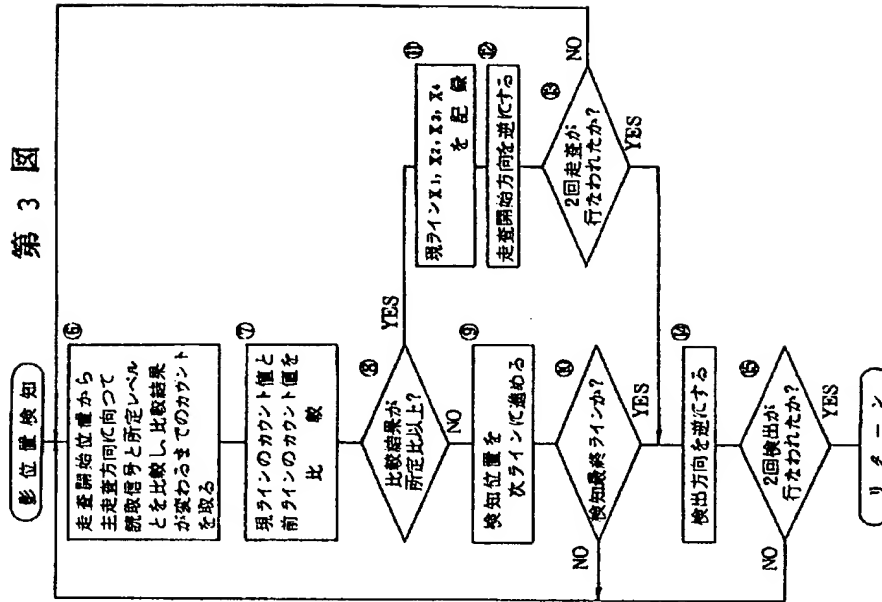 第3図
影位置検知
⑥
走査開始位置から
主走査方向に向つて
読取信号と所定レベル
とを比較し、比較結果
が変わるまでのカウント
を取る
⑦
現ラインのカウント値と
前ラインのカウント値を
比較
⑧
比較結果が
所定比以上?
YES
NO
⑨
検知位置を
次ラインに進める
⑩
検知最終ラインか?
NO
YES
⑪
現ラインX1,X2,X3,X4
を記録
⑫
走査開始方向を逆にする
⑬
2回走査が
行なわれたか?
NO
YES
⑭
検出方向を逆にする
⑮
2回検出が
行なわれたか?
NO
YES
リターン